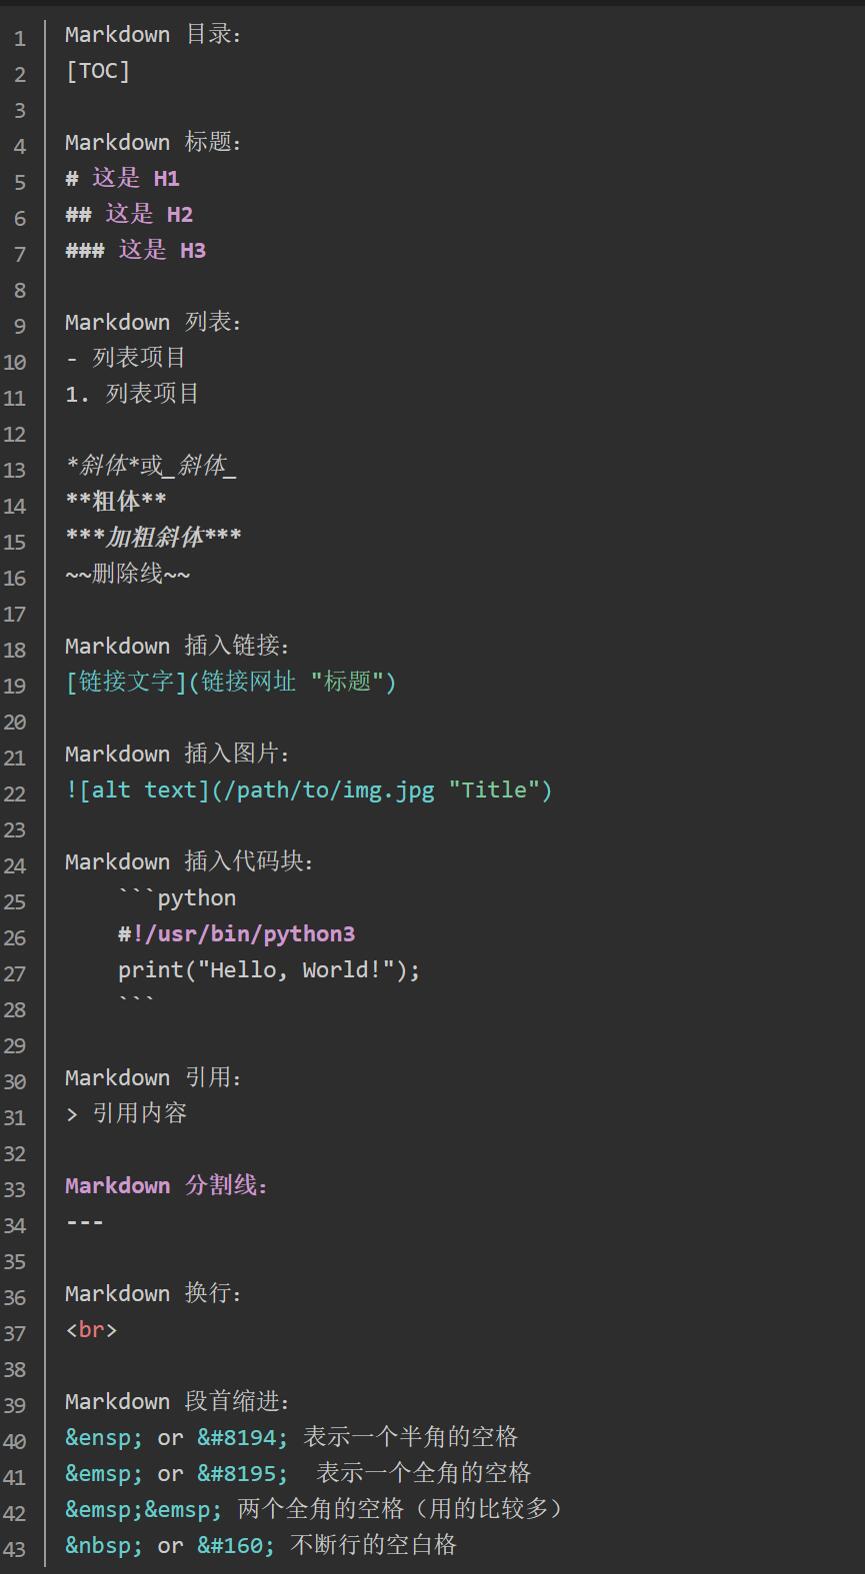 1 Markdown 目录:
2 [TOC]
3
4 Markdown 标题:
5 # 这是 H1
6 ## 这是 H2
7 ### 这是 H3
8
9 Markdown 列表:
10 - 列表项目
11 1. 列表项目
12
13 *斜体*或_斜体_
14 **粗体**
15 ***加粗斜体***
16 ~~删除线~~
17
18 Markdown 插入链接:
19 [链接文字](链接网址 "标题")
20
21 Markdown 插入图片:
22 ![alt text](/path/to/img.jpg "Title")
23
24 Markdown 插入代码块:
25     ```python
26     #!/usr/bin/python3
27     print("Hello, World!");
28     ```
29
30 Markdown 引用:
31 > 引用内容
32
33 Markdown 分割线:
34 ---
35
36 Markdown 换行:
37 <br>
38
39 Markdown 段首缩进:
40 &ensp; or &#8194; 表示一个半角的空格
41 &emsp; or &#8195;  表示一个全角的空格
42 &emsp;&emsp; 两个全角的空格（用的比较多）
43 &nbsp; or &#160; 不断行的空白格